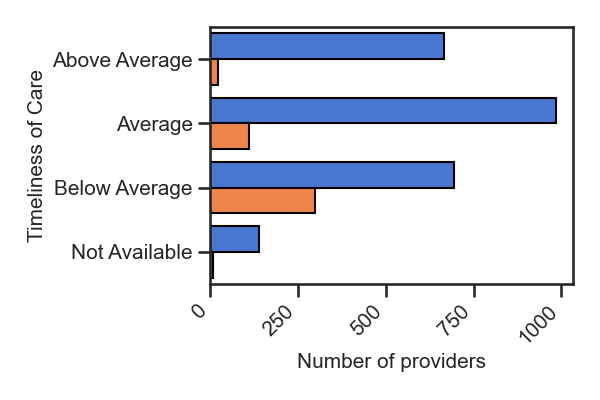 Timeliness of Care
Above Average
Average
Below Average
Not Available
0
250
500
750
1000
Number of providers